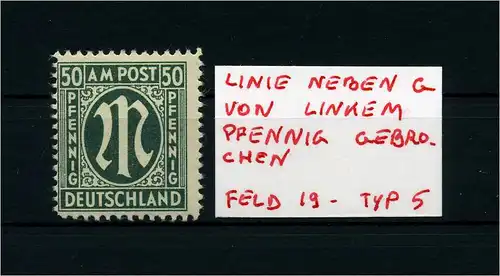 50 AM POST 50
PFENNIG
PFENNIG
M
DEUTSCHLAND
LINIE NEBEN G
VON LINKEM
PFENNIG GEBRO-
CHEN
FELD 19 - TYP 5